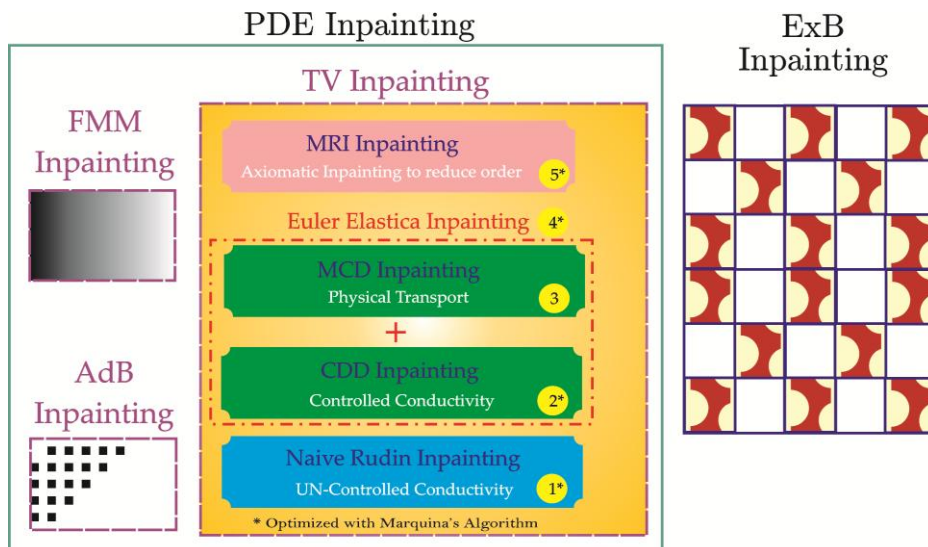 PDE Inpainting
ExB
Inpainting
TV Inpainting
FMM
Inpainting
MRI Inpainting
Axiomatic Inpainting to reduce order
5*
Euler Elastica Inpainting
4*
MCD Inpainting
Physical Transport
3
+
AdB
Inpainting
CDD Inpainting
Controlled Conductivity
2*
Naive Rudin Inpainting
UN-Controlled Conductivity
1*
* Optimized with Marquina's Algorithm